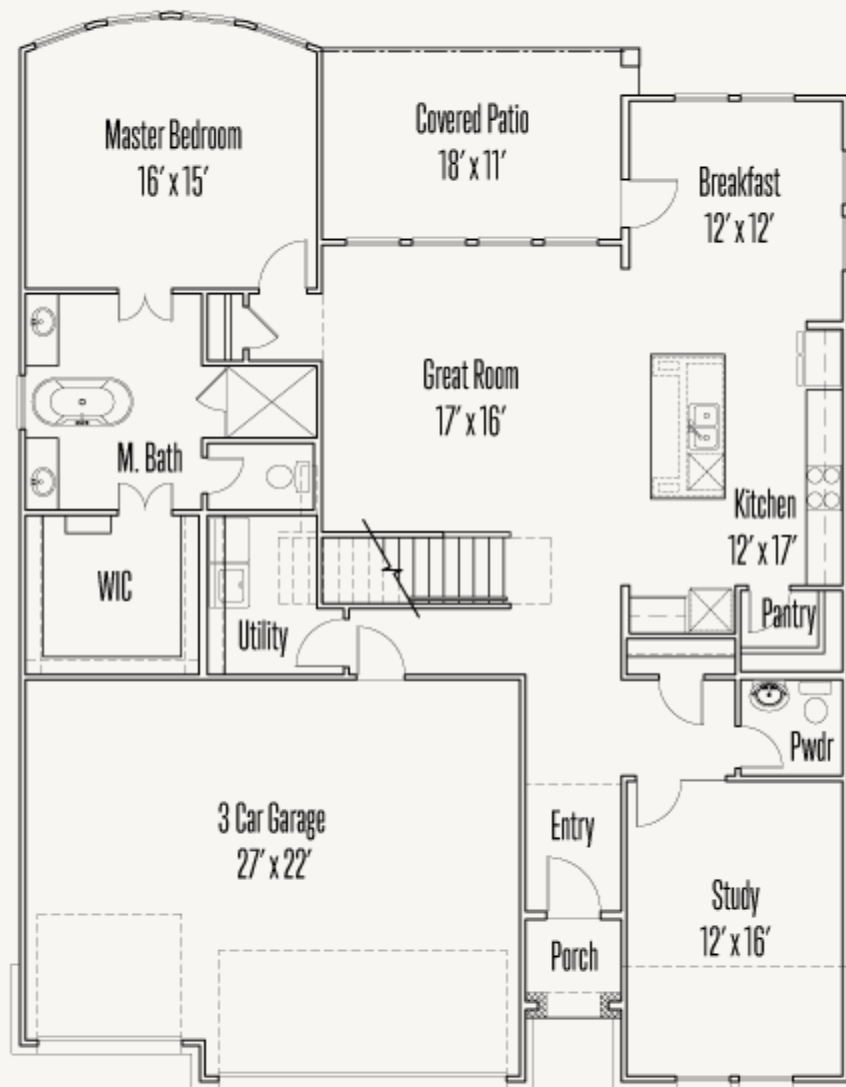 Master Bedroom
16' x 15'
Covered Patio
18' x 11'
Breakfast
12' x 12'
Great Room
17' x 16'
M. Bath
Kitchen
12' x 17'
WIC
Utility
Pantry
Pwdr
3 Car Garage
27' x 22'
Entry
Study
12' x 16'
Porch